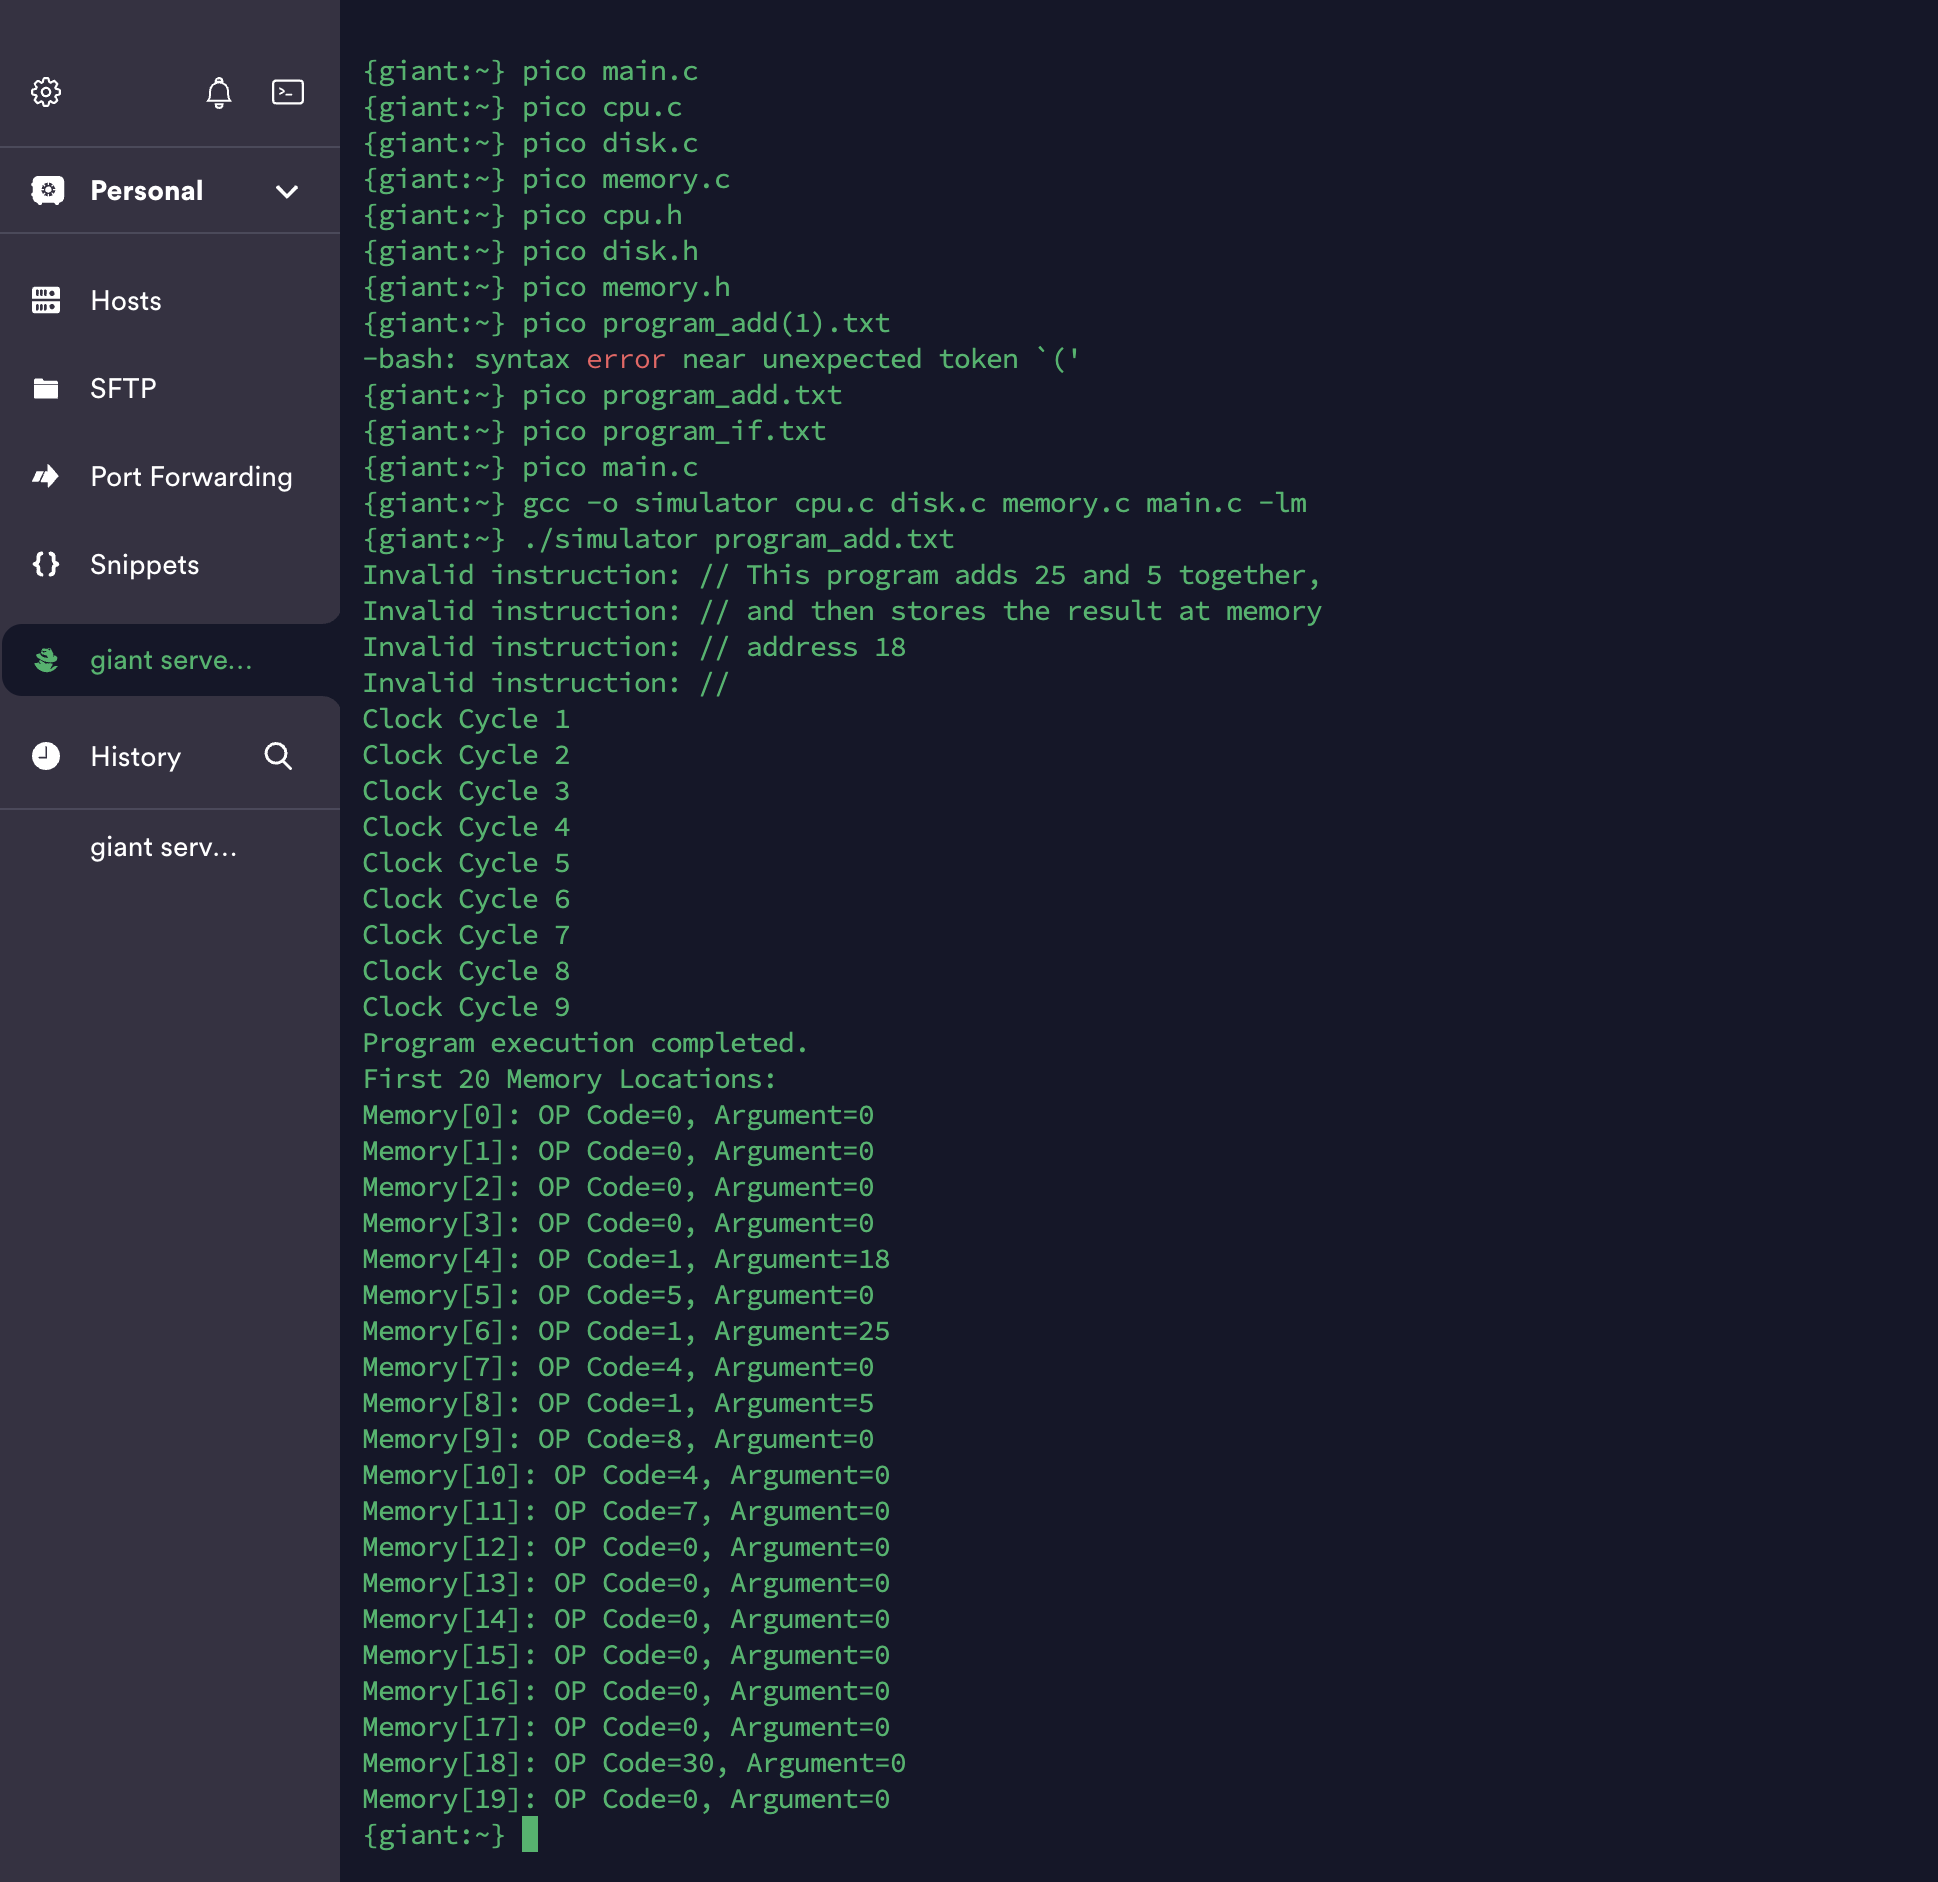 Personal
Hosts
SFTP
Port Forwarding
Snippets
giant serve...
History
giant serv...
{giant:~} pico main.c
{giant:~} pico cpu.c
{giant:~} pico disk.c
{giant:~} pico memory.c
{giant:~} pico cpu.h
{giant:~} pico disk.h
{giant:~} pico memory.h
{giant:~} pico program_add(1).txt
-bash: syntax error near unexpected token `('
{giant:~} pico program_add.txt
{giant:~} pico program_if.txt
{giant:~} pico main.c
{giant:~} gcc -o simulator cpu.c disk.c memory.c main.c -lm
{giant:~} ./simulator program_add.txt
Invalid instruction: // This program adds 25 and 5 together,
Invalid instruction: // and then stores the result at memory
Invalid instruction: // address 18
Invalid instruction: //
Clock Cycle 1
Clock Cycle 2
Clock Cycle 3
Clock Cycle 4
Clock Cycle 5
Clock Cycle 6
Clock Cycle 7
Clock Cycle 8
Clock Cycle 9
Program execution completed.
First 20 Memory Locations:
Memory[0]: OP Code=0, Argument=0
Memory[1]: OP Code=0, Argument=0
Memory[2]: OP Code=0, Argument=0
Memory[3]: OP Code=0, Argument=0
Memory[4]: OP Code=1, Argument=18
Memory[5]: OP Code=5, Argument=0
Memory[6]: OP Code=1, Argument=25
Memory[7]: OP Code=4, Argument=0
Memory[8]: OP Code=1, Argument=5
Memory[9]: OP Code=8, Argument=0
Memory[10]: OP Code=4, Argument=0
Memory[11]: OP Code=7, Argument=0
Memory[12]: OP Code=0, Argument=0
Memory[13]: OP Code=0, Argument=0
Memory[14]: OP Code=0, Argument=0
Memory[15]: OP Code=0, Argument=0
Memory[16]: OP Code=0, Argument=0
Memory[17]: OP Code=0, Argument=0
Memory[18]: OP Code=30, Argument=0
Memory[19]: OP Code=0, Argument=0
{giant:~}